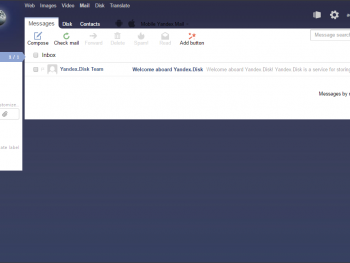 Web Images Video Mail Disk Translate
Messages Disk Contacts Mobile Yandex.Mail
Compose Check mail Forward Delete Spam! Read Add button
Message search
0 / 1
Inbox
Yandex.Disk Team Welcome aboard Yandex.Disk Welcome aboard Yandex.Disk! Yandex.Disk is a service for storing
Messages by